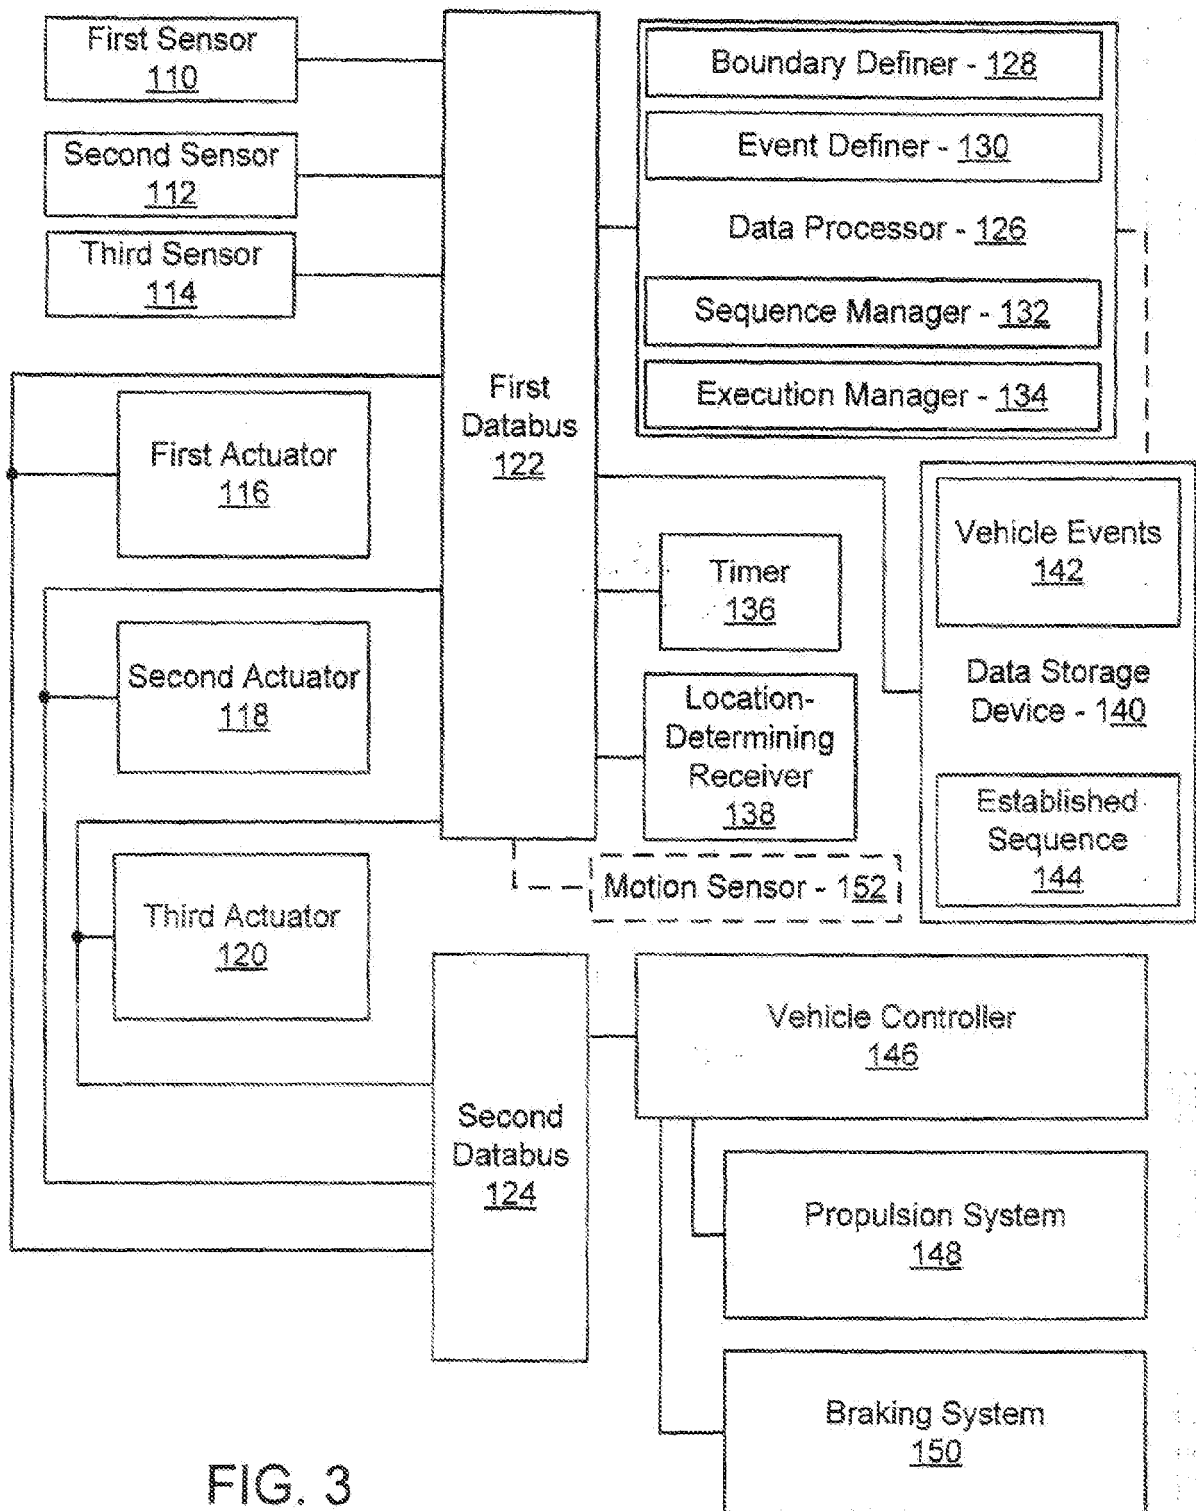 First Sensor
110
Second Sensor
112
Third Sensor
114
First Actuator
116
Second Actuator
118
Third Actuator
120
First
Databus
122
Boundary Definer - 128
Event Definer - 130
Data Processor - 126
Sequence Manager - 132
Execution Manager - 134
Timer
136
Location-
Determining
Receiver
138
Motion Sensor - 152
Vehicle Events
142
Data Storage
Device - 140
Established
Sequence
144
Second
Databus
124
Vehicle Controller
146
Propulsion System
148
Braking System
150
FIG. 3